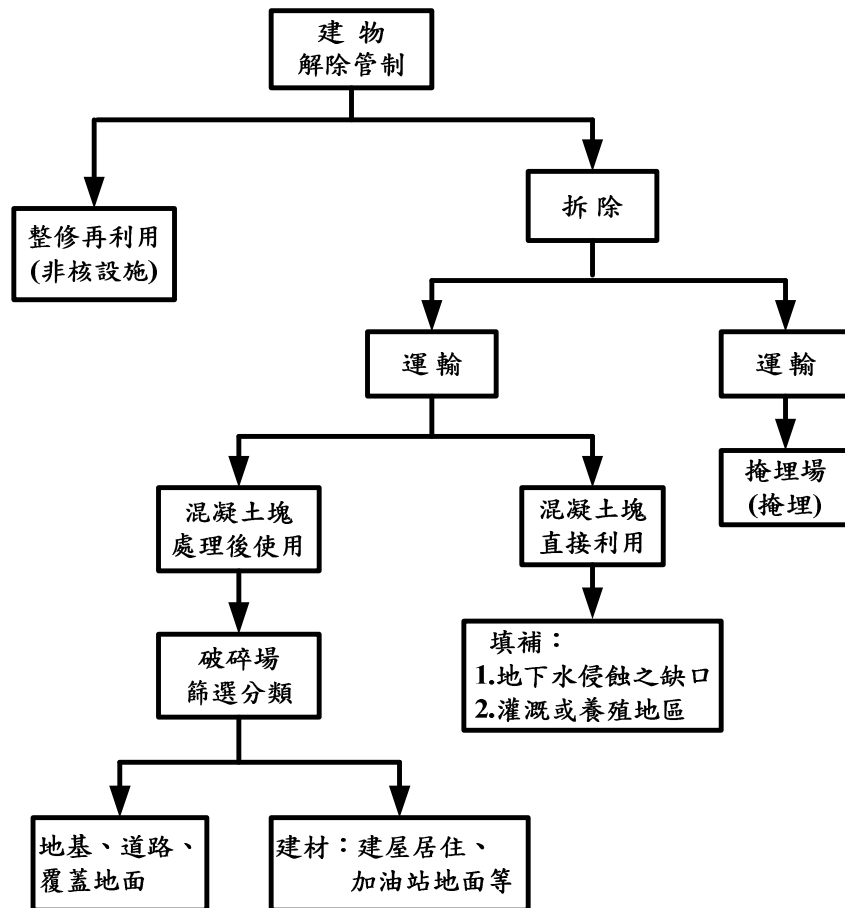 建 物
解除管制
拆 除
整修再利用
(非核設施)
運 輸
運 輸
掩埋場
(掩埋)
混凝土塊
處理後使用
混凝土塊
直接利用
破碎場
篩選分類
填補：
1.地下水侵蝕之缺口
2.灌溉或養殖地區
地基、道路、
覆蓋地面
建材：建屋居住、
加油站地面等